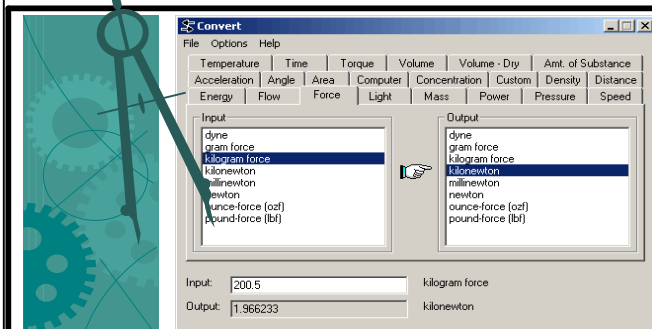 Convert
File Options Help
Temperature Time Torque Volume Volume - Dry Amt. of Substance
Acceleration Angle Area Computer Concentration Custom Density Distance
Energy Flow Force Light Mass Power Pressure Speed
Input Output
dyne dyne
gram force gram force
kilogram force kilogram force
kilonewton kilonewton
millinewton millinewton
newton newton
ounce-force (ozf) ounce-force (ozf)
pound-force (lbf) pound-force (lbf)
Input: 200.5 kilogram force
Output: 1.966233 kilonewton